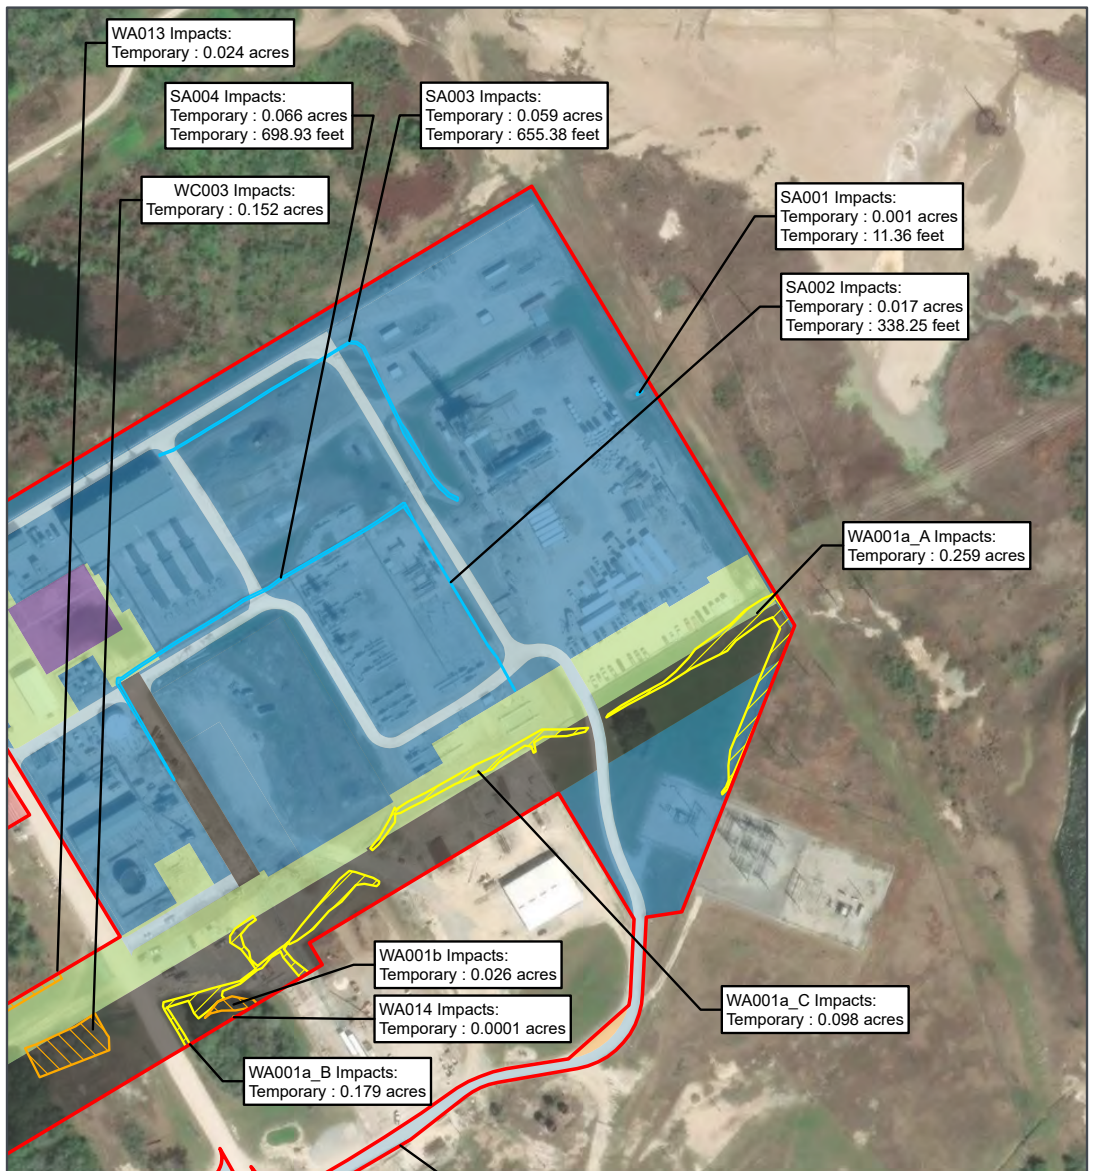 WA013 Impacts:
Temporary : 0.024 acres
SA004 Impacts:
Temporary : 0.066 acres
Temporary : 698.93 feet
SA003 Impacts:
Temporary : 0.059 acres
Temporary : 655.38 feet
WC003 Impacts:
Temporary : 0.152 acres
SA001 Impacts:
Temporary : 0.001 acres
Temporary : 11.36 feet
SA002 Impacts:
Temporary : 0.017 acres
Temporary : 338.25 feet
WA001a_A Impacts:
Temporary : 0.259 acres
WA001b Impacts:
Temporary : 0.026 acres
WA014 Impacts:
Temporary : 0.0001 acres
WA001a_C Impacts:
Temporary : 0.098 acres
WA001a_B Impacts:
Temporary : 0.179 acres